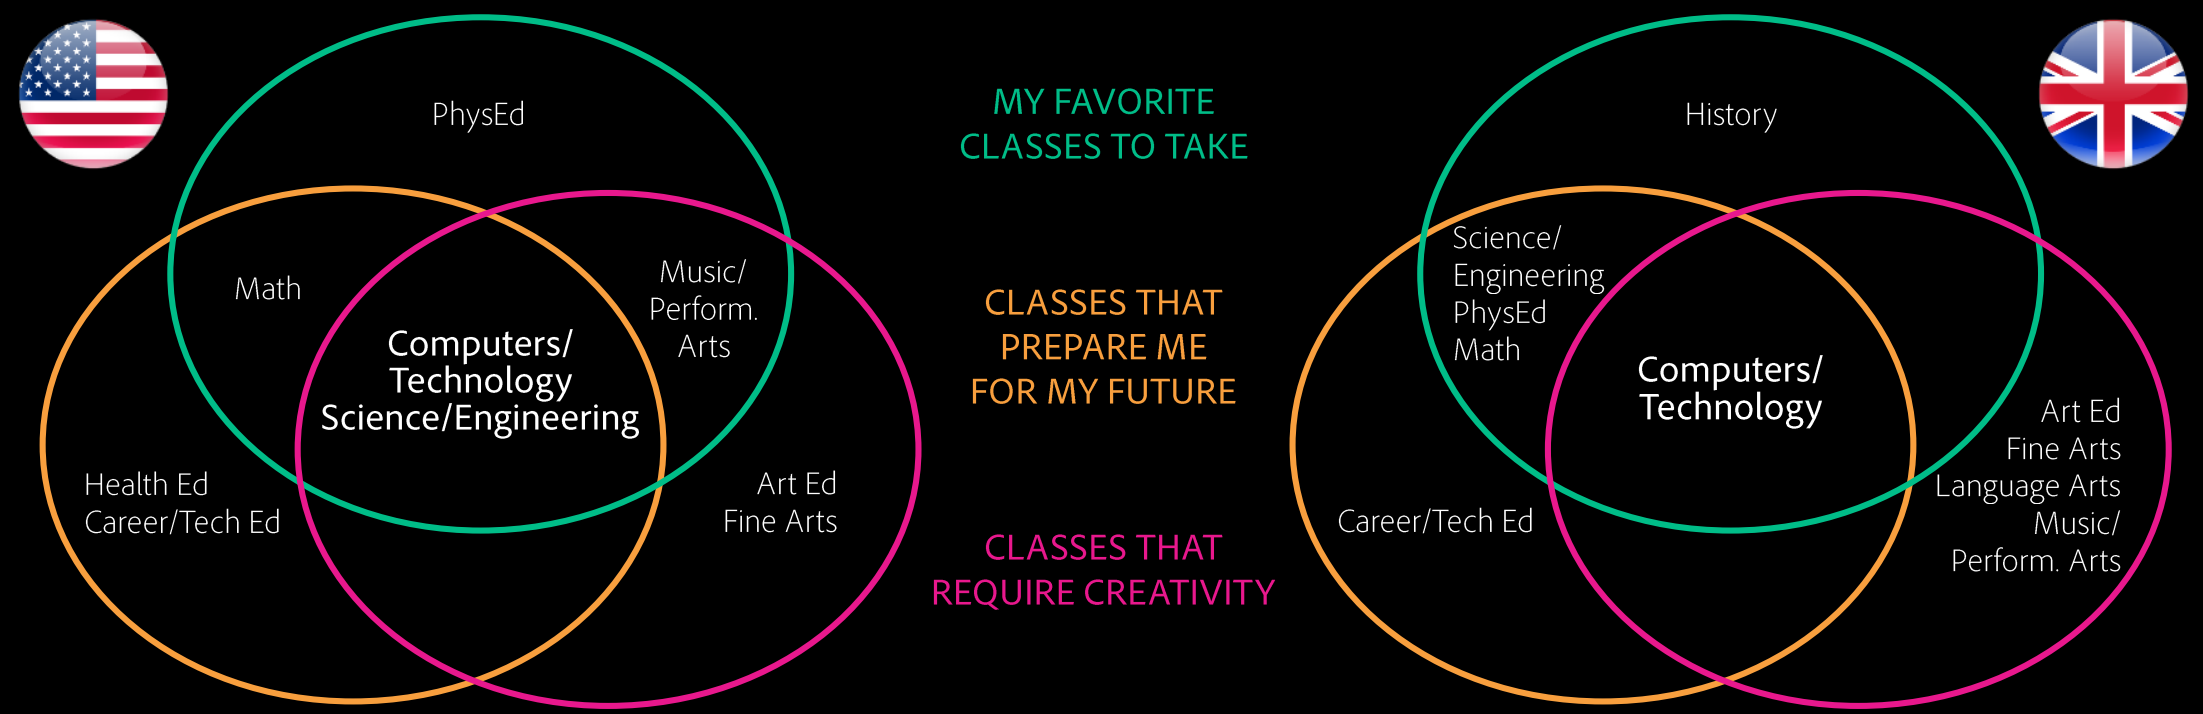 PhysEd
Math
Music/
Perform.
Arts
Computers/
Technology
Science/Engineering
Health Ed
Career/Tech Ed
Art Ed
Fine Arts
MY FAVORITE
CLASSES TO TAKE
CLASSES THAT
PREPARE ME
FOR MY FUTURE
CLASSES THAT
REQUIRE CREATIVITY
History
Science/
Engineering
PhysEd
Math
Computers/
Technology
Career/Tech Ed
Art Ed
Fine Arts
Language Arts
Music/
Perform. Arts